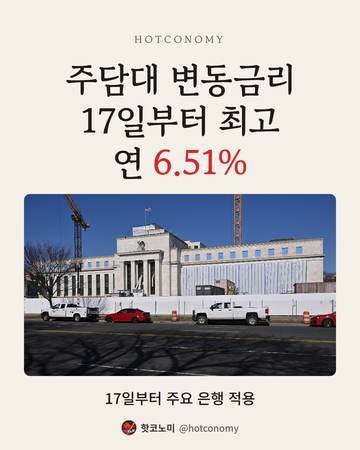 HOTCONOMY
주담대 변동금리
17일부터 최고
연 6.51%
17일부터 주요 은행 적용
핫코노미 @hotconomy